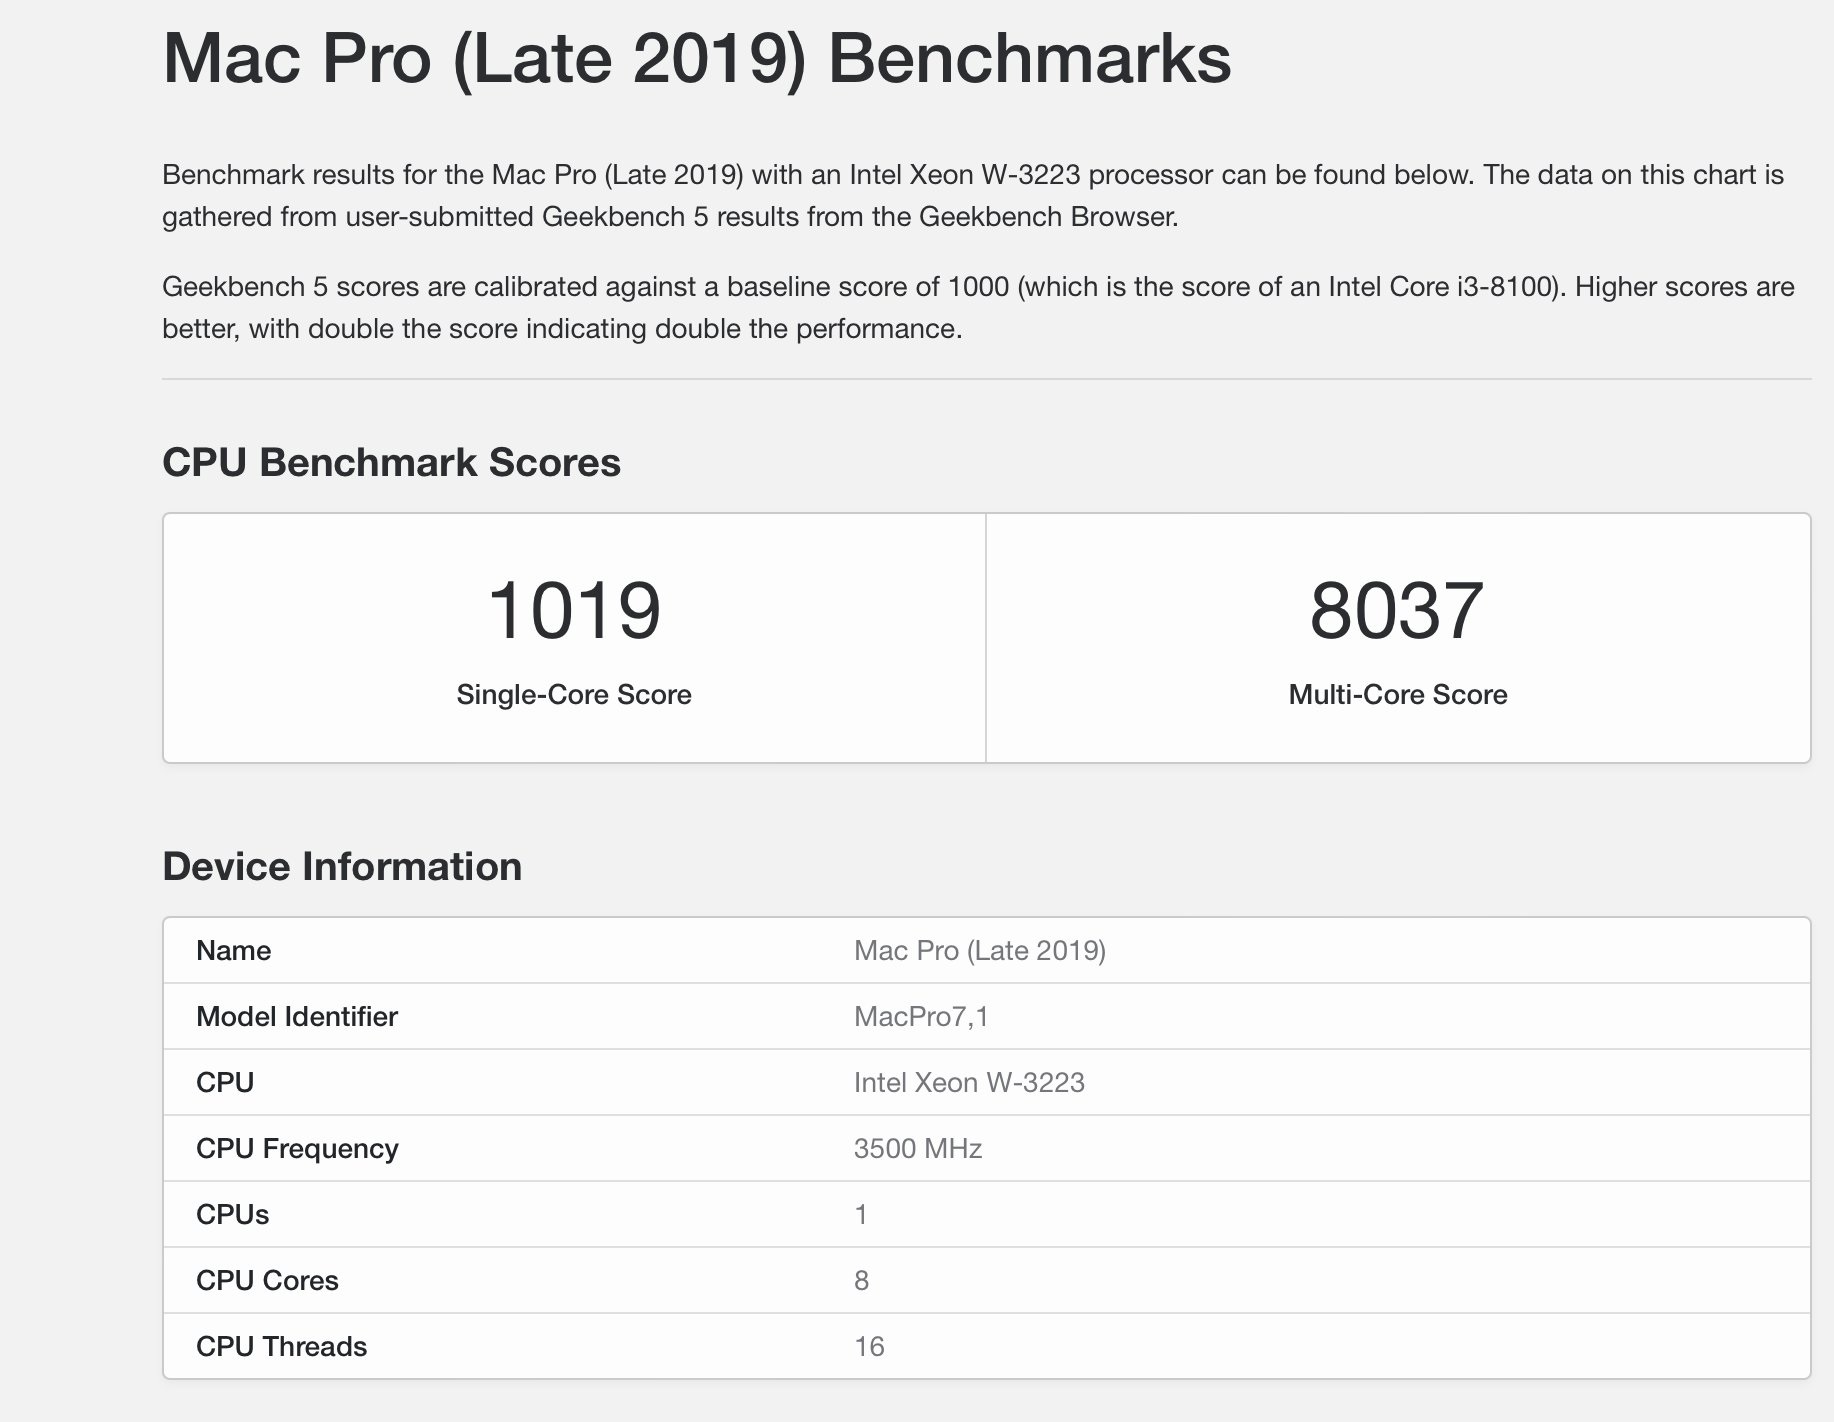 Mac Pro (Late 2019) Benchmarks
Benchmark results for the Mac Pro (Late 2019) with an Intel Xeon W-3223 processor can be found below. The data on this chart is
gathered from user-submitted Geekbench 5 results from the Geekbench Browser.
Geekbench 5 scores are calibrated against a baseline score of 1000 (which is the score of an Intel Core i3-8100). Higher scores are
better, with double the score indicating double the performance.
CPU Benchmark Scores
1019 8037
Single-Core Score Multi-Core Score
Device Information
Name Mac Pro (Late 2019)
Model Identifier MacPro7,1
CPU Intel Xeon W-3223
CPU Frequency 3500 MHz
CPUs 1
CPU Cores 8
CPU Threads 16